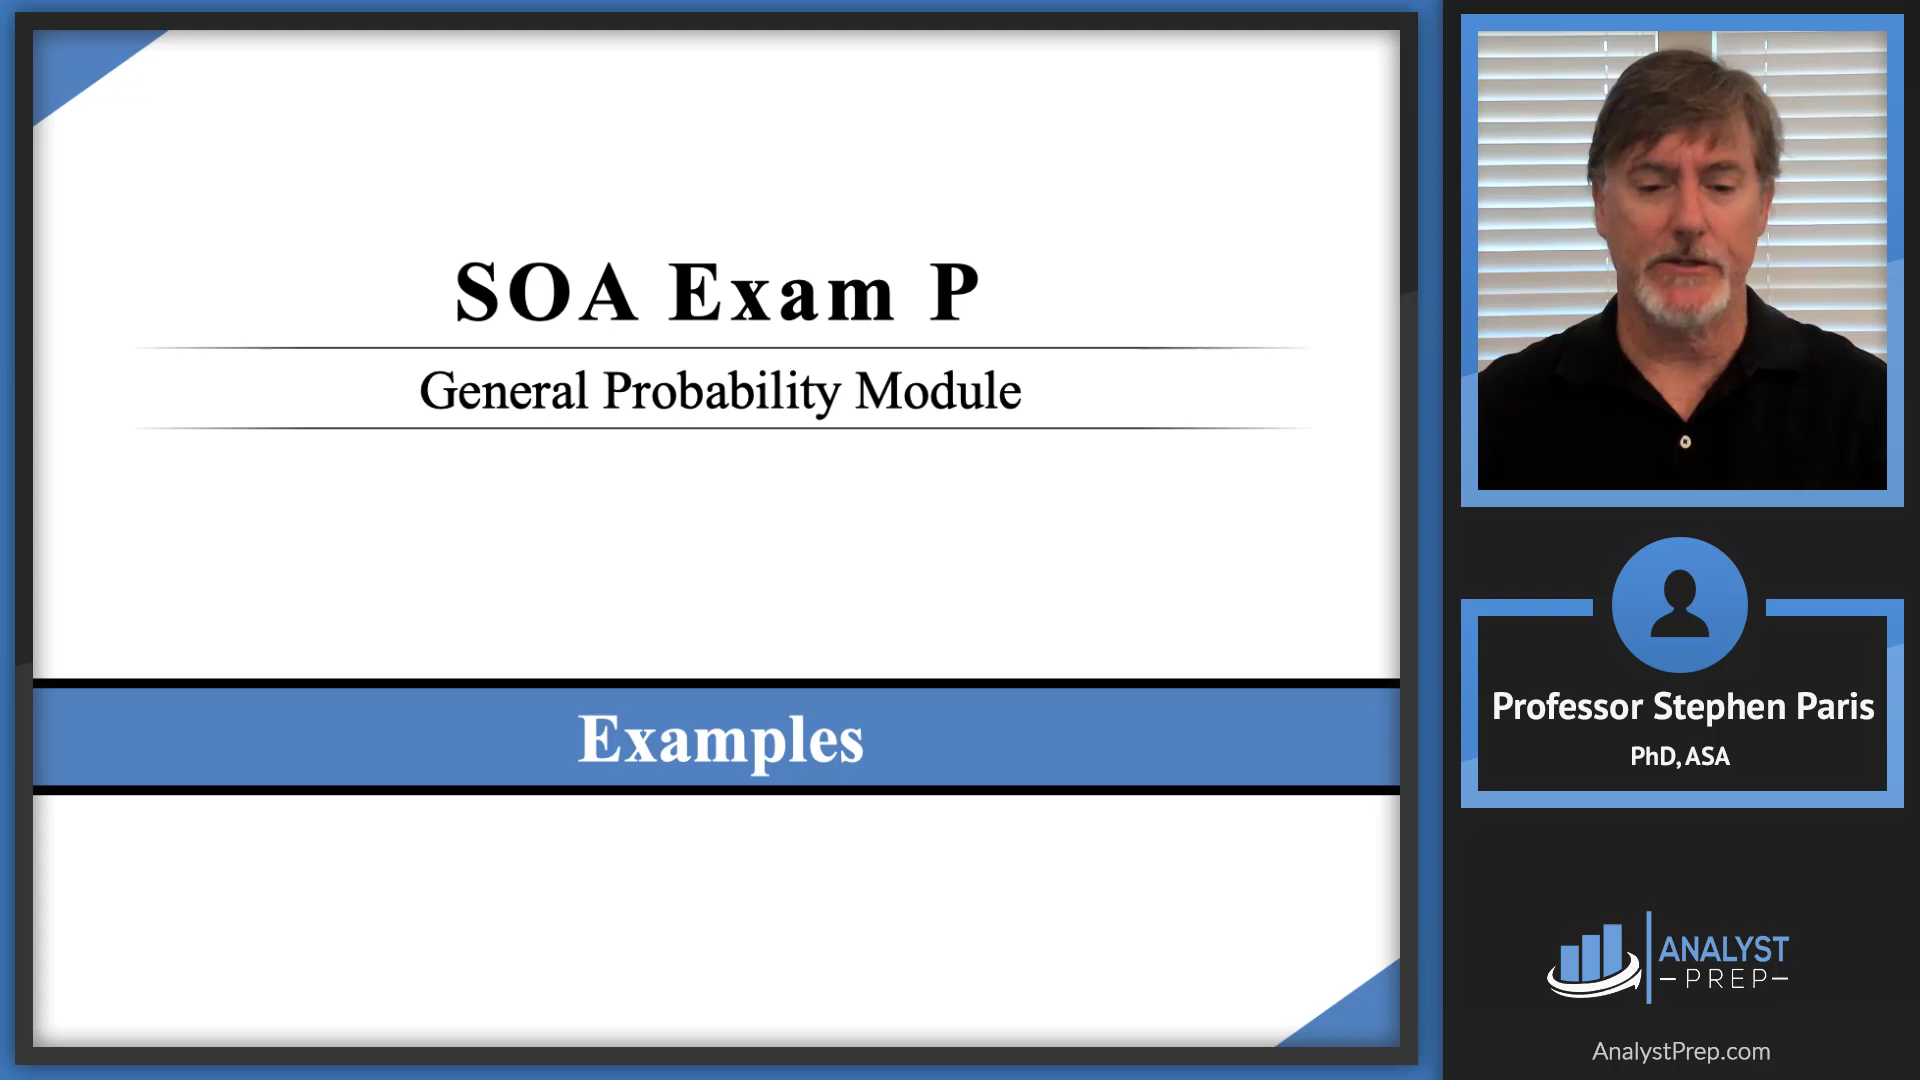 SOA Exam P
General Probability Module
Examples
Professor Stephen Paris
PhD, ASA
ANALYST
PREP
AnalystPrep.com